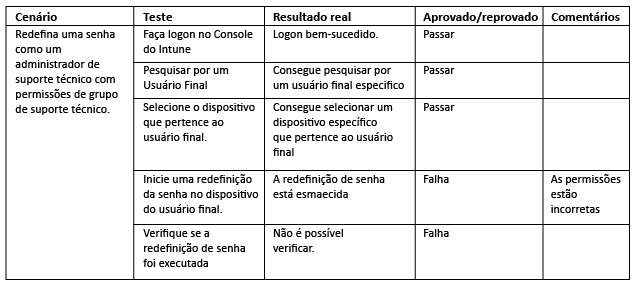 Cenário
Teste
Resultado real
Aprovado/reprovado
Comentários
Redefina uma senha
como um
administrador de
suporte técnico com
permissões de grupo
de suporte técnico.
Faça logon no Console
do Intune
Logon bem-sucedido.
Passar
Pesquisar por um
Usuário Final
Consegue pesquisar por
um usuário final especifico
Passar
Selecione o dispositivo
que pertence ao
usuário final.
Consegue selecionar um
dispositivo específico
que pertence ao usuário
final
Passar
Inicie uma redefinição
da senha no dispositivo
do usuário final.
A redefinição de senha
está esmaecida
Falha
As permissões
estão
incorretas
Verifique se a
redefinição de senha
foi executada
Não é possível
verificar.
Falha